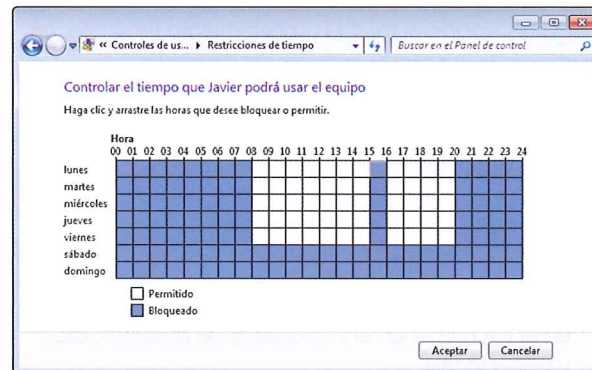 « Controles de us... ▸ Restricciones de tiempo
Buscar en el Panel de control
Controlar el tiempo que Javier podrá usar el equipo
Haga clic y arrastre las horas que desee bloquear o permitir.
Hora
00 01 02 03 04 05 06 07 08 09 10 11 12 13 14 15 16 17 18 19 20 21 22 23 24
lunes
martes
miércoles
jueves
viernes
sábado
domingo
Permitido
Bloqueado
Aceptar Cancelar